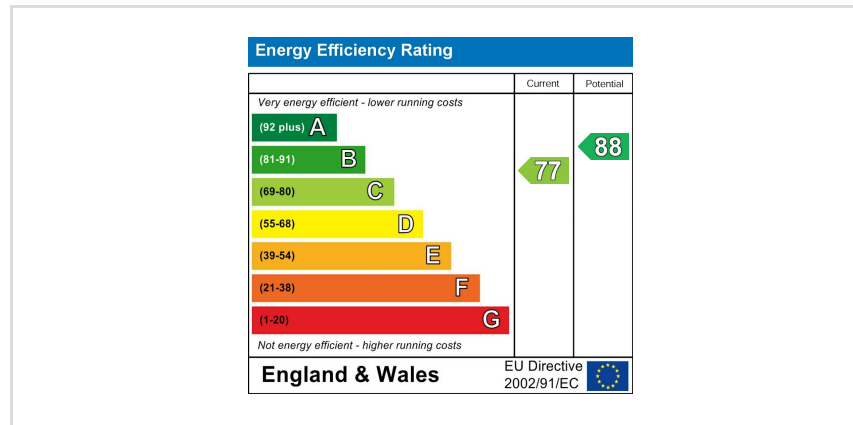 Energy Efficiency Rating
Current Potential
Very energy efficient - lower running costs
(92 plus) A
(81-91) B
88
(69-80) C
77
(55-68) D
(39-54) E
(21-38) F
(1-20) G
Not energy efficient - higher running costs
England & Wales
EU Directive
2002/91/EC